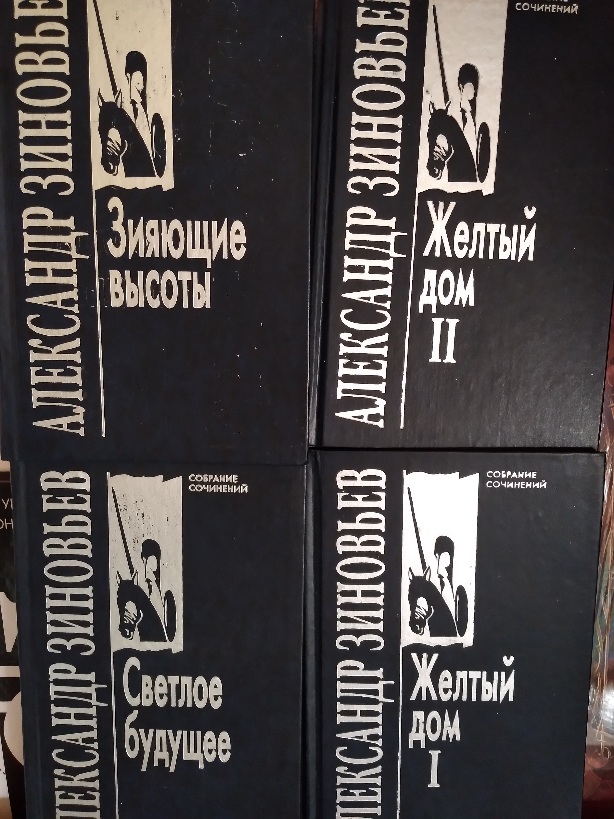 АЛЕКСАНДР ЗИНОВЬЕВ
Зияющие
высоты
СОЧИНЕНИЙ
АЛЕКСАНДР ЗИНОВЬЕВ
Желтый
дом
II
АЛЕКСАНДР ЗИНОВЬЕВ
СОБРАНИЕ
СОЧИНЕНИЙ
Светлое
будущее
АЛЕКСАНДР ЗИНОВЬЕВ
СОБРАНИЕ
СОЧИНЕНИЙ
Желтый
дом
I